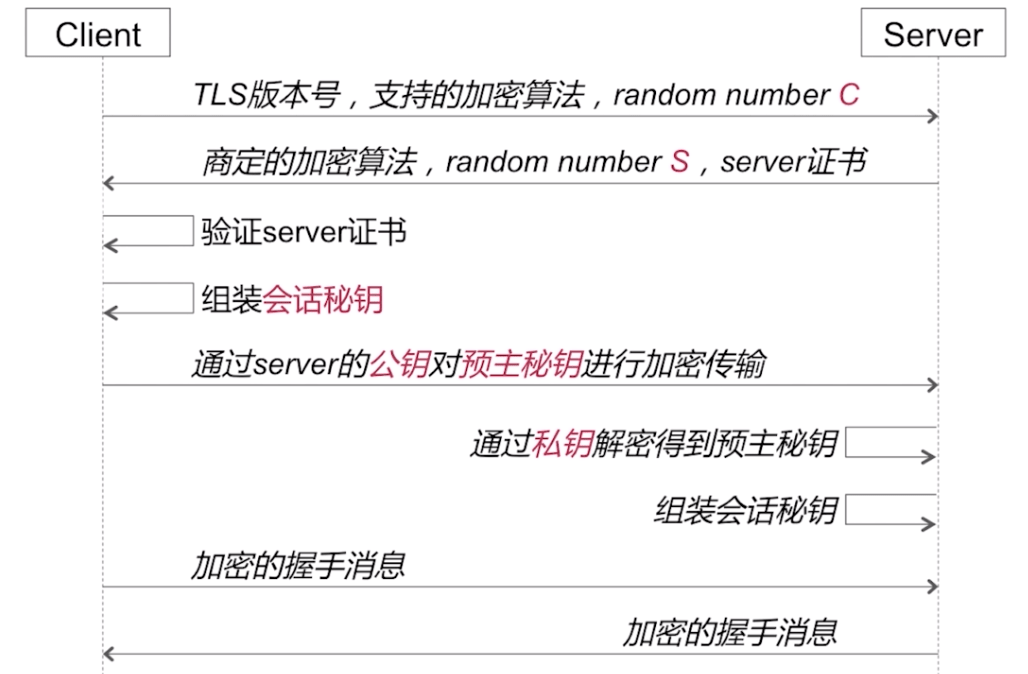 Client
Server
TLS版本号，支持的加密算法，random number C
商定的加密算法，random number S，server证书
验证server证书
组装会话秘钥
通过server的公钥对预主秘钥进行加密传输
通过私钥解密得到预主秘钥
组装会话秘钥
加密的握手消息
加密的握手消息